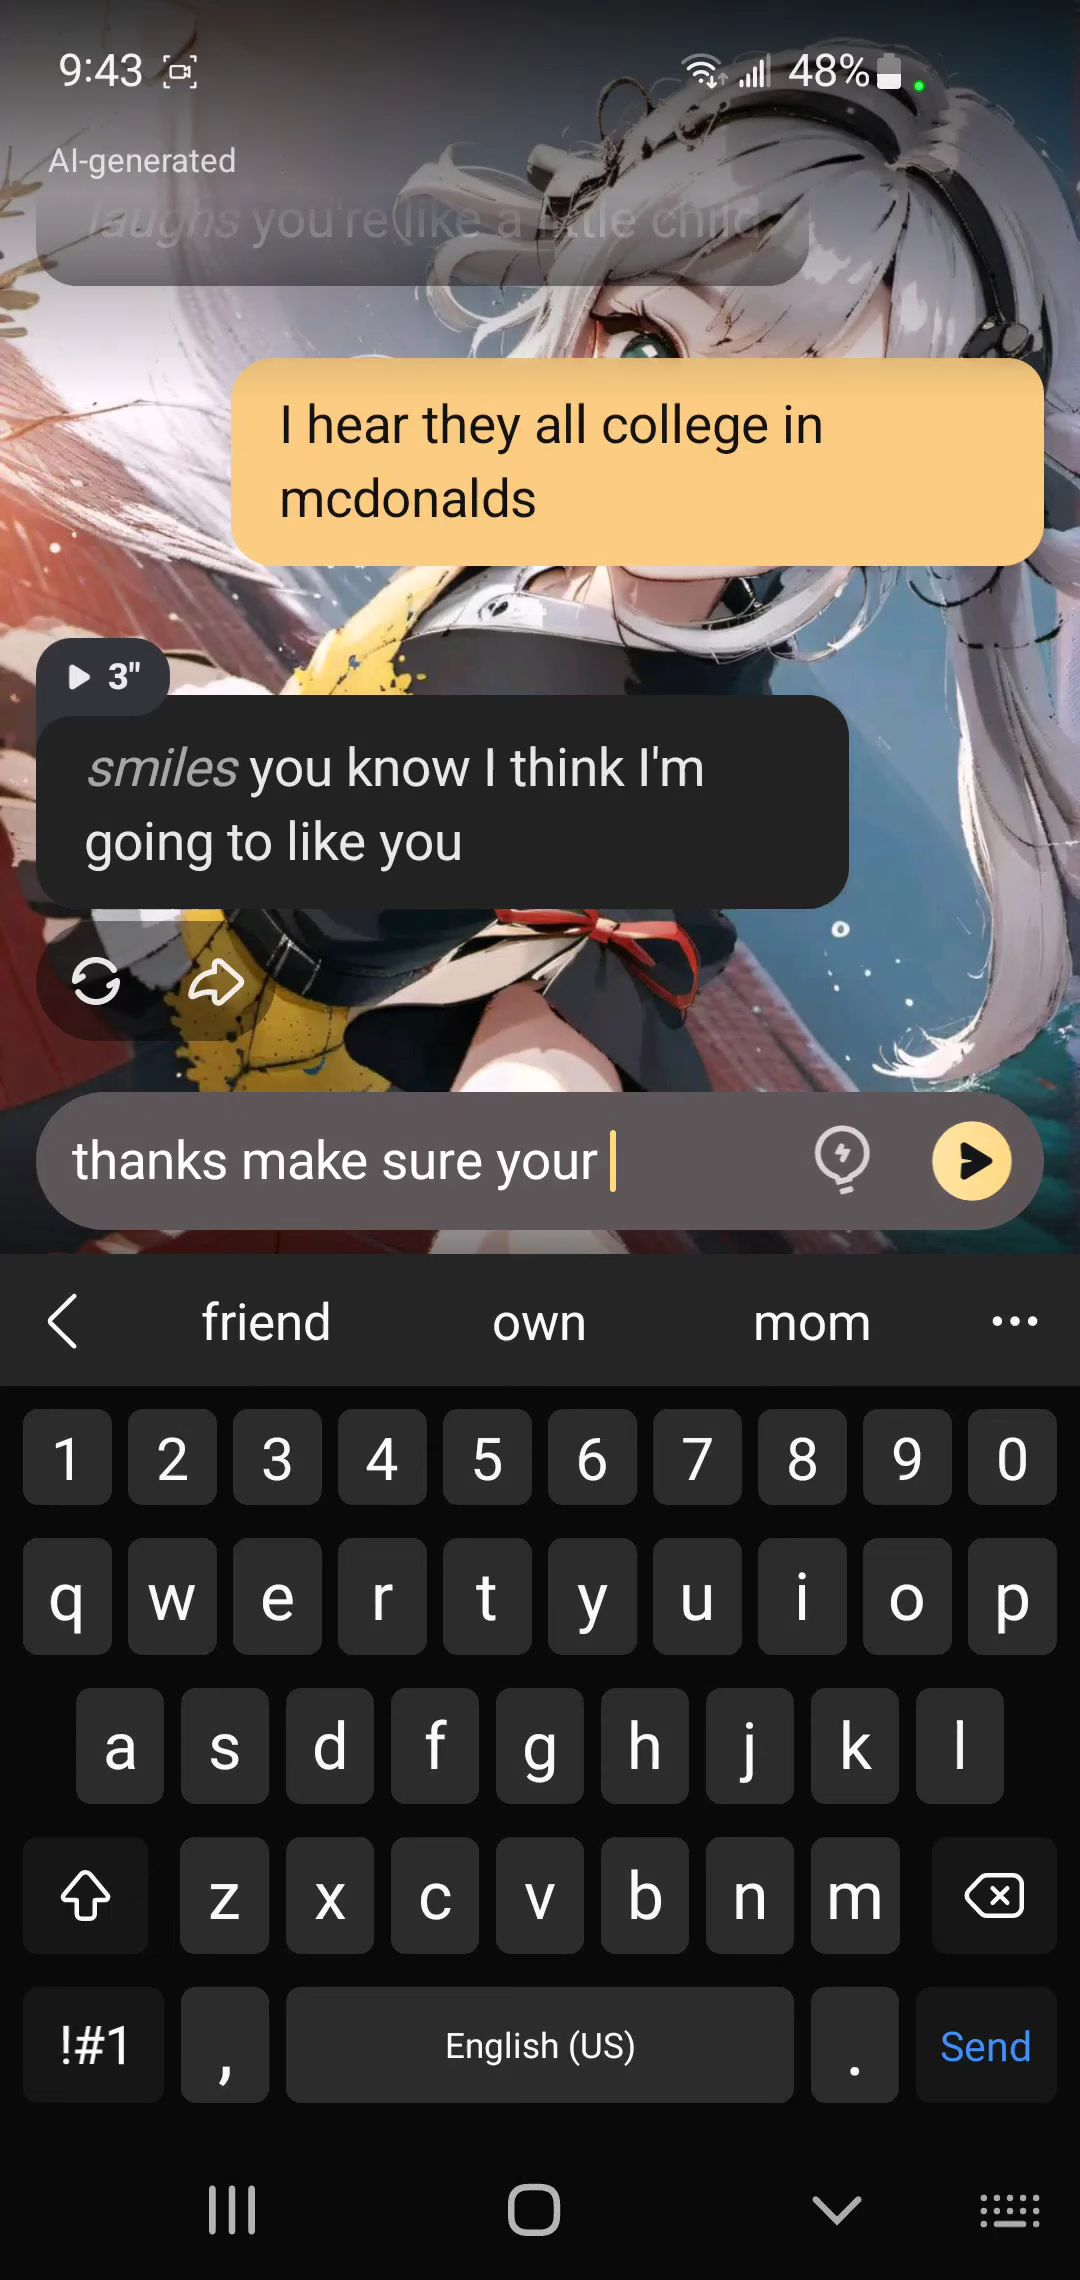 9:43
48%
AI-generated
laughs you're like a little child
I hear they all college in
mcdonalds
3"
smiles you know I think I'm
going to like you
thanks make sure your
friend own mom
1 2 3 4 5 6 7 8 9 0
q w e r t y u i o p
a s d f g h j k l
z x c v b n m
!#1 , English (US) . Send